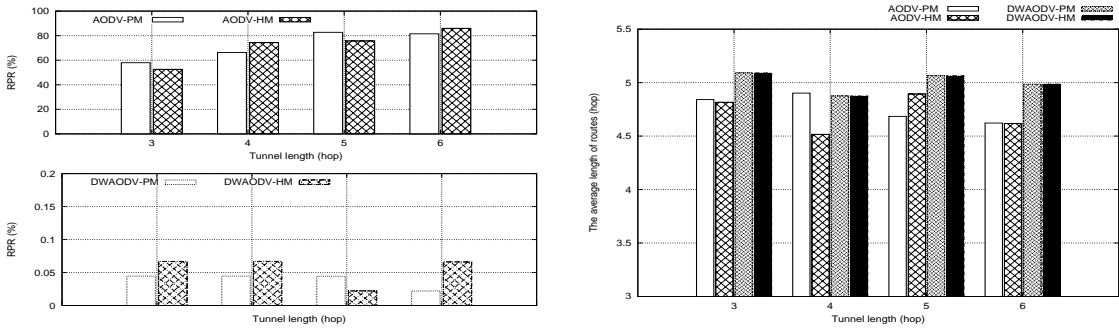 AODV-PM AODV-HM
RPR (%)
100
80
60
40
20
0
3 4 5 6
Tunnel length (hop)
DWAODV-PM DWAODV-HM
RPR (%)
0.2
0.15
0.1
0.05
0
Tunnel length (hop)
AODV-PM DWAODV-PM
AODV-HM DWAODV-HM
The average length of routes (hop)
5.5
5
4.5
4
3.5
3
3 4 5 6
Tunnel length (hop)